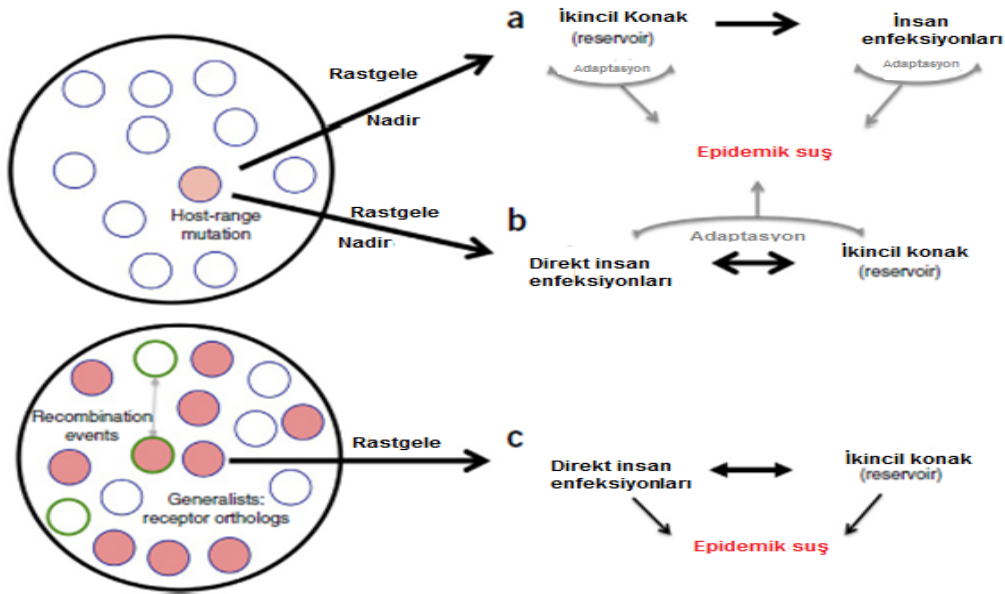 a
İkincil Konak
(reservoir)
Adaptasyon
İnsan
enfeksiyonları
Adaptasyon
Rastgele
Nadir
Epidemik suş
Host-range
mutation
Rastgele
Nadir
b
Adaptasyon
Direkt insan
enfeksiyonları
İkincil konak
(reservoir)
Recombination
events
Generalists:
receptor orthologs
Rastgele
c
Direkt insan
enfeksiyonları
İkincil konak
(reservoir)
Epidemik suş